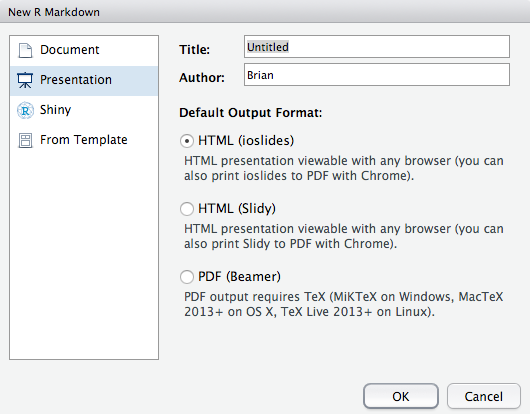 New R Markdown
Document
Presentation
Shiny
From Template
Title: Untitled
Author: Brian
Default Output Format:
HTML (ioslides)
HTML presentation viewable with any browser (you can
also print ioslides to PDF with Chrome).
HTML (Slidy)
HTML presentation viewable with any browser (you can
also print Slidy to PDF with Chrome).
PDF (Beamer)
PDF output requires TeX (MiKTeX on Windows, MacTeX
2013+ on OS X, TeX Live 2013+ on Linux).
OK Cancel